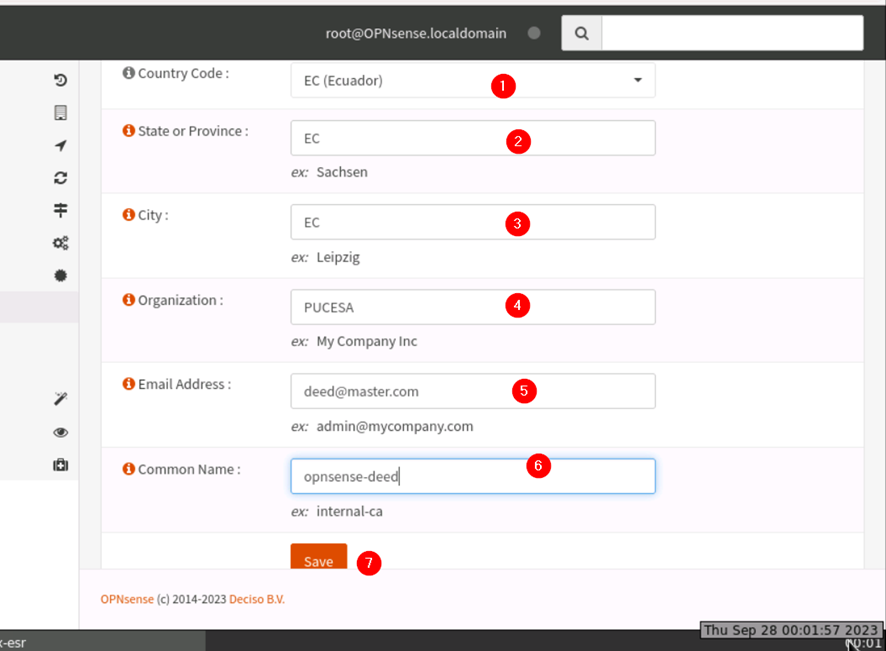 root@OPNsense.localdomain
Country Code :
EC (Ecuador)
1
State or Province :
EC
2
ex: Sachsen
City :
EC
3
ex: Leipzig
Organization :
PUCESA
4
ex: My Company Inc
Email Address :
deed@master.com
5
ex: admin@mycompany.com
Common Name :
opnsense-deed
6
ex: internal-ca
Save
7
OPNsense (c) 2014-2023 Deciso B.V.
Thu Sep 28 00:01:57 2023
x-esr
00:01